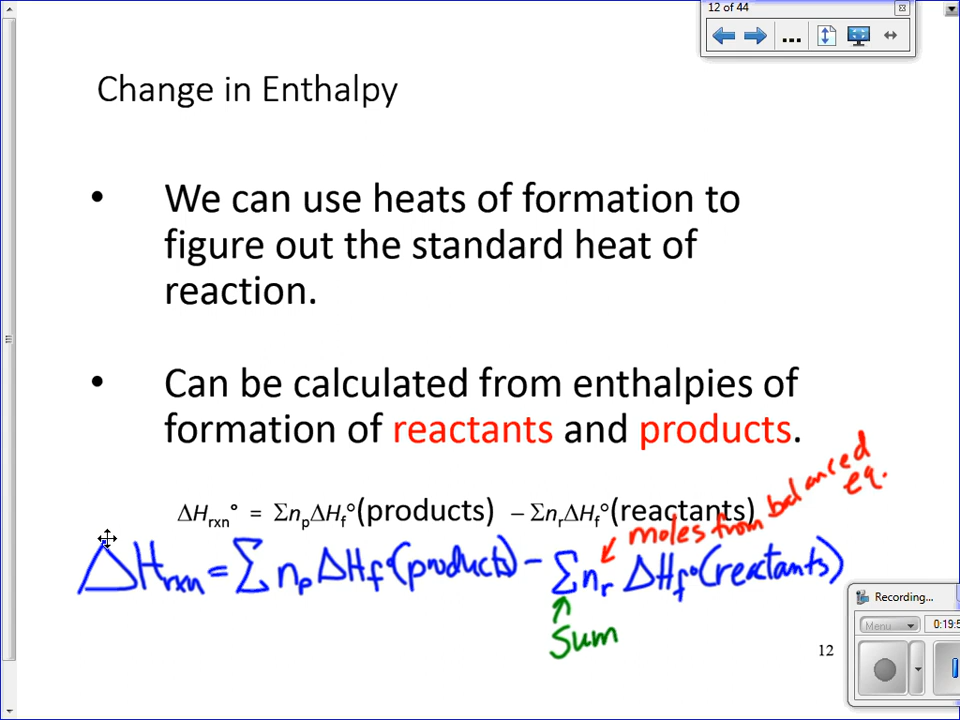 12 of 44
Change in Enthalpy
• We can use heats of formation to
figure out the standard heat of
reaction.
• Can be calculated from enthalpies of
formation of reactants and products.
ΔHrxn° = ΣnpΔHf°(products) – ΣnrΔHf°(reactants)
moles from balanced
eq.
ΔHrxn = Σ np ΔHf°(products) – Σ nr ΔHf°(reactants)
Sum
12
Recording...
Menu
0:19:5